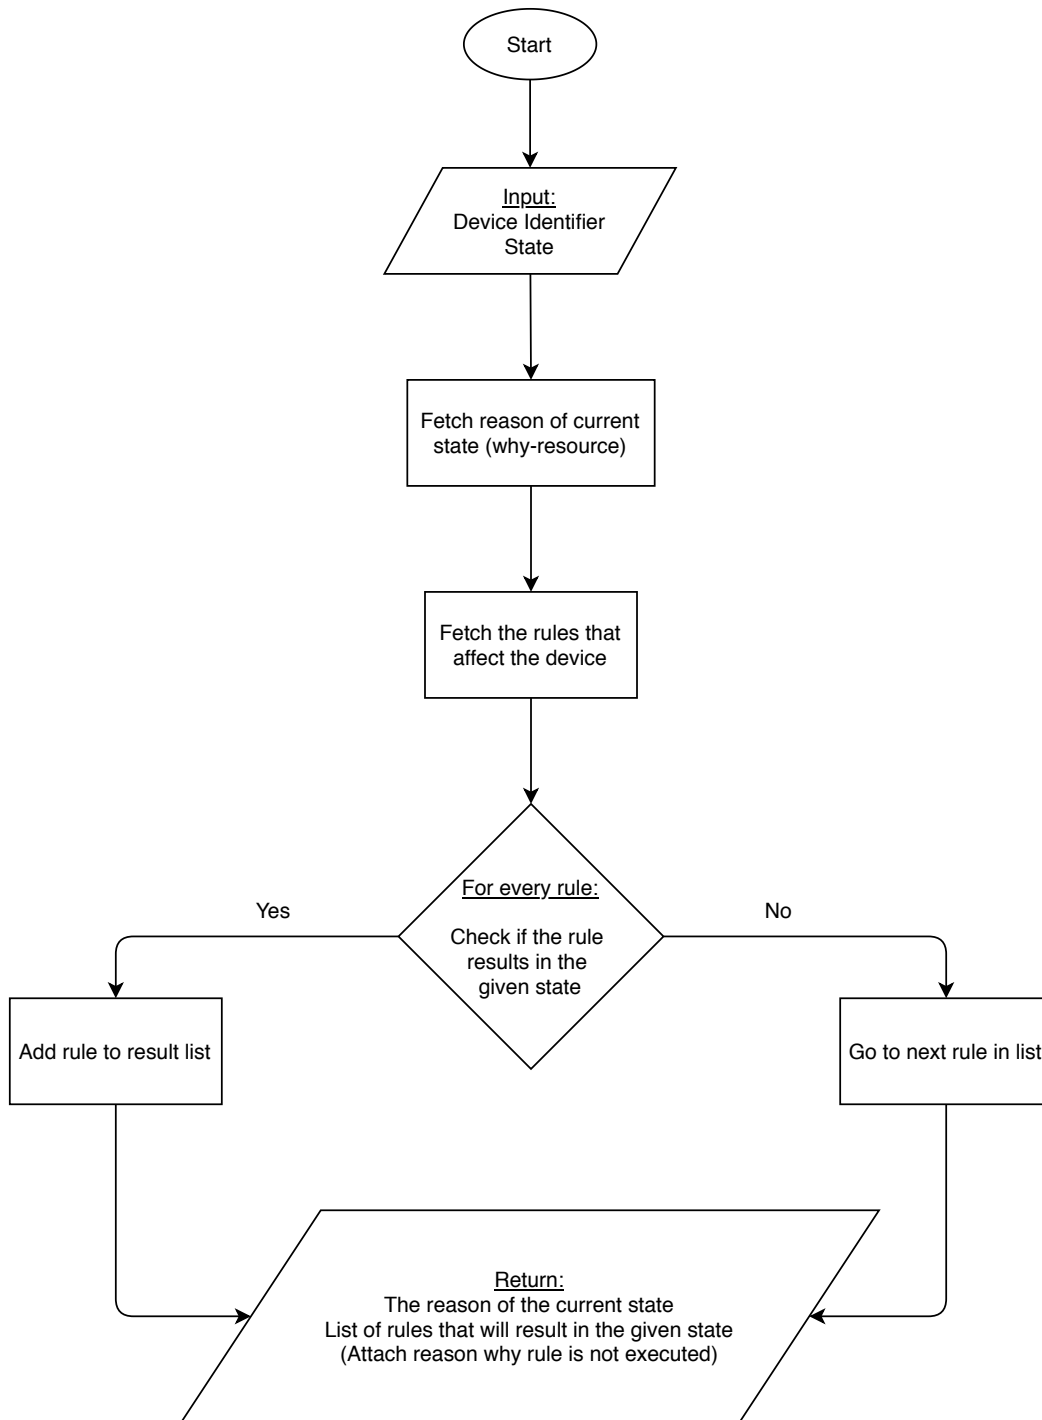 Start
Input:
Device Identifier
State
Fetch reason of current
state (why-resource)
Fetch the rules that
affect the device
For every rule:
Check if the rule
results in the
given state
Yes
No
Add rule to result list
Go to next rule in list
Return:
The reason of the current state
List of rules that will result in the given state
(Attach reason why rule is not executed)